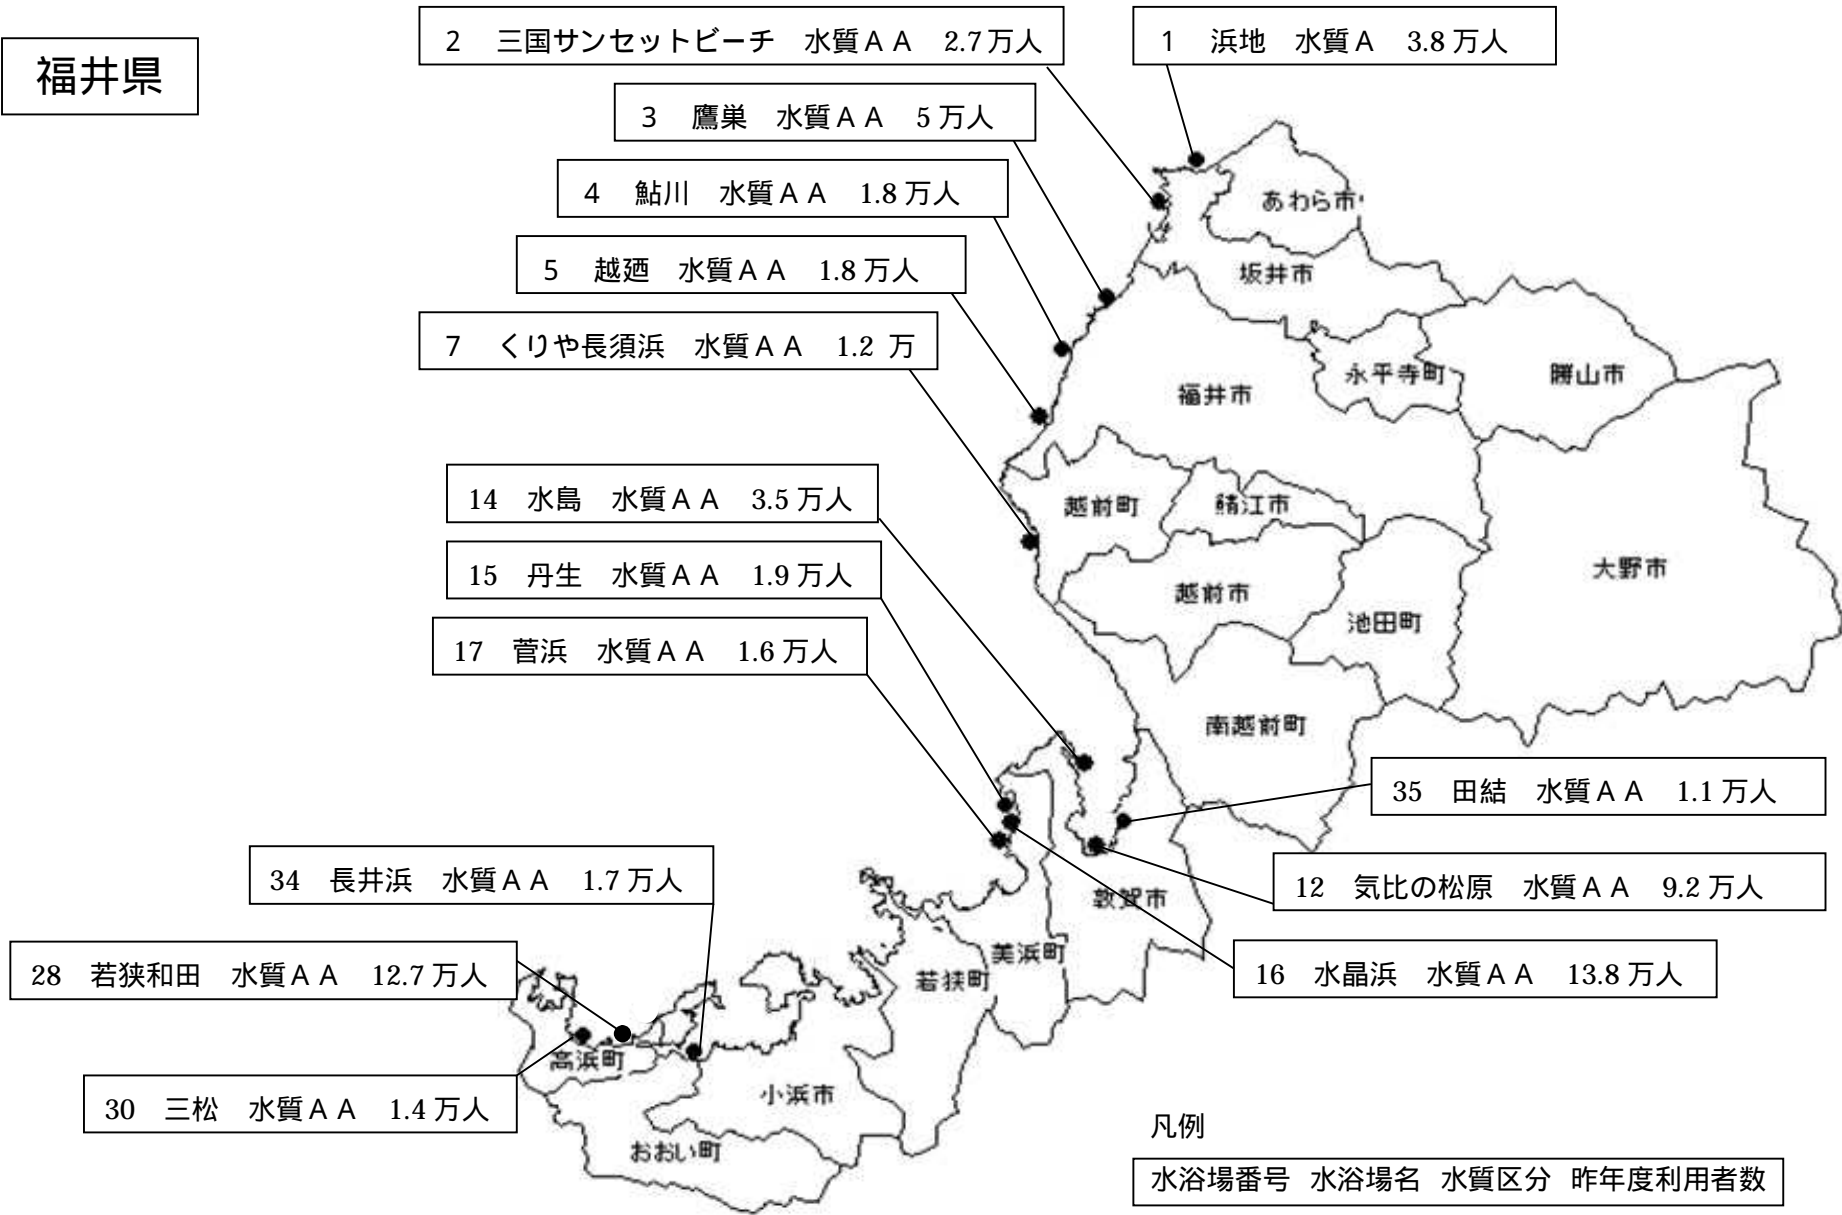 福井県
2 三国サンセットビーチ 水質ＡＡ 2.7万人
1 浜地 水質Ａ 3.8万人
3 鷹巣 水質ＡＡ 5万人
4 鮎川 水質ＡＡ 1.8万人
5 越廼 水質ＡＡ 1.8万人
7 くりや長須浜 水質ＡＡ 1.2 万
14 水島 水質ＡＡ 3.5万人
15 丹生 水質ＡＡ 1.9万人
17 菅浜 水質ＡＡ 1.6万人
あわら市
坂井市
永平寺町
勝山市
福井市
越前町
鯖江市
大野市
越前市
池田町
南越前町
35 田結 水質ＡＡ 1.1万人
12 気比の松原 水質ＡＡ 9.2万人
敦賀市
16 水晶浜 水質ＡＡ 13.8万人
34 長井浜 水質ＡＡ 1.7万人
28 若狭和田 水質ＡＡ 12.7万人
30 三松 水質ＡＡ 1.4万人
美浜町
若狭町
高浜町
小浜市
おおい町
凡例
水浴場番号 水浴場名 水質区分 昨年度利用者数